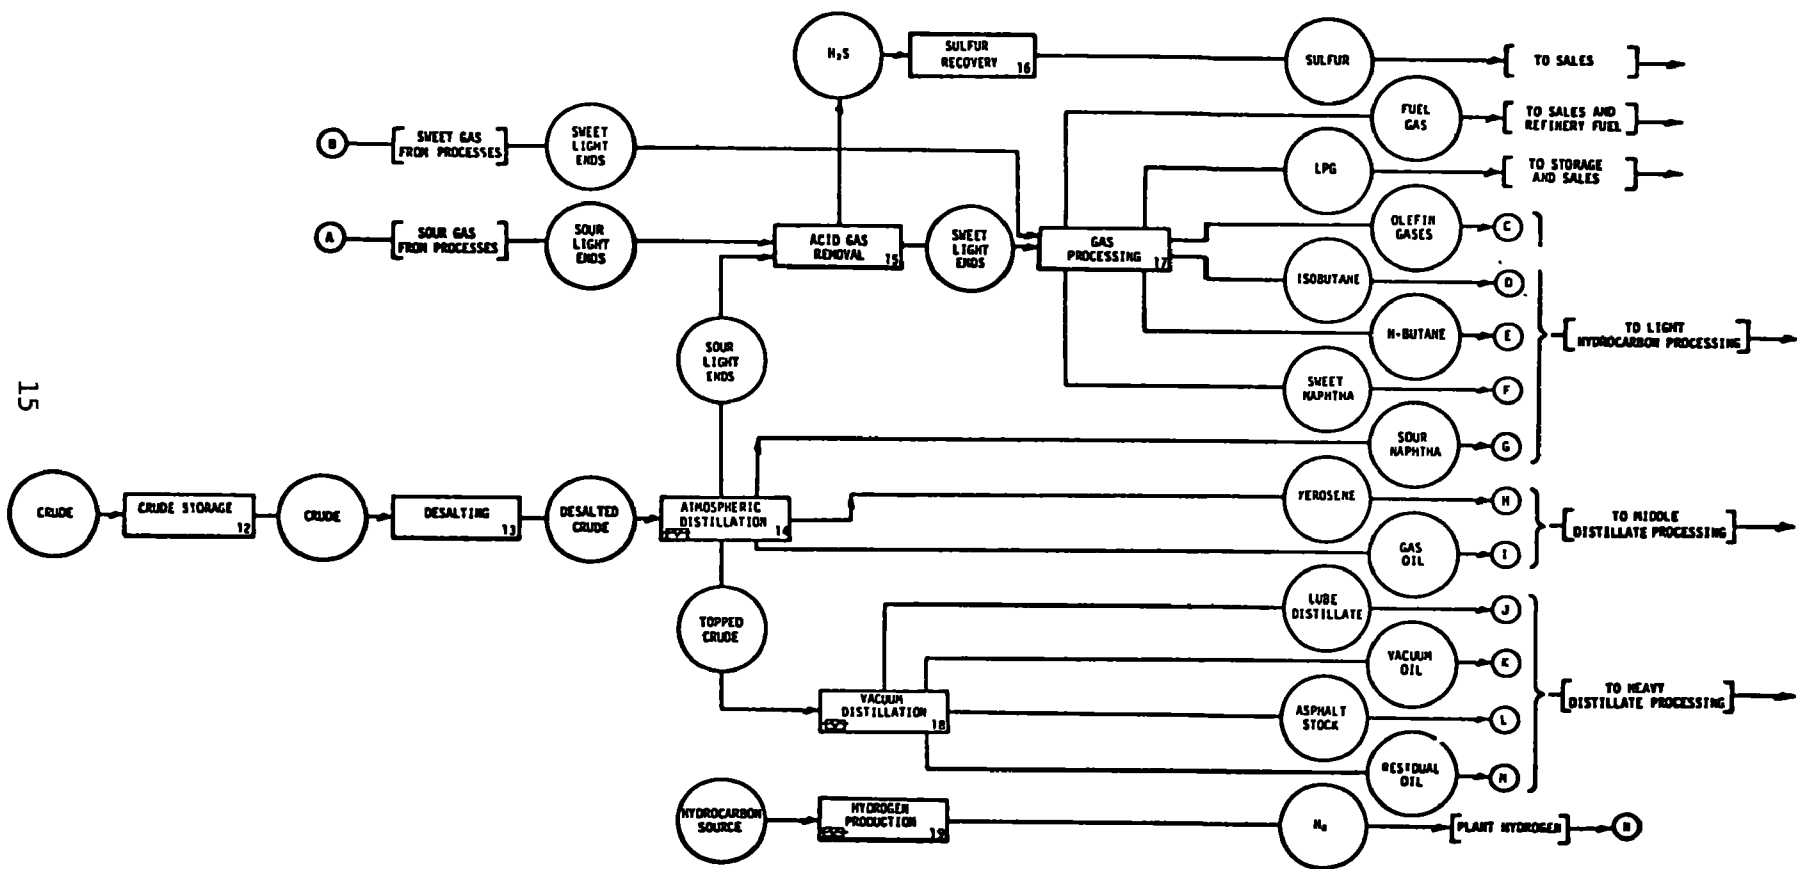 H₂S
SULFUR
RECOVERY
16
SULFUR
TO SALES
FUEL
GAS
TO SALES AND
REFINERY FUEL
B
SWEET GAS
FROM PROCESSES
SWEET
LIGHT
ENDS
LPG
TO STORAGE
AND SALES
A
SOUR GAS
FROM PROCESSES
SOUR
LIGHT
ENDS
ACID GAS
REMOVAL
15
SWEET
LIGHT
ENDS
GAS
PROCESSING
17
OLEFIN
GASES
C
ISOBUTANE
D
N-BUTANE
E
TO LIGHT
HYDROCARBON PROCESSING
SOUR
LIGHT
ENDS
SWEET
NAPHTHA
F
SOUR
NAPHTHA
G
15
CRUDE
CRUDE STORAGE
12
CRUDE
DESALTING
13
DESALTED
CRUDE
ATMOSPHERIC
DISTILLATION
14
KEROSENE
H
TO MIDDLE
DISTILLATE PROCESSING
GAS
OIL
I
TOPPED
CRUDE
LUBE
DISTILLATE
J
VACUUM
OIL
K
VACUUM
DISTILLATION
18
ASPHALT
STOCK
L
TO HEAVY
DISTILLATE PROCESSING
RESIDUAL
OIL
M
HYDROCARBON
SOURCE
HYDROGEN
PRODUCTION
19
H₂
PLANT HYDROGEN
N